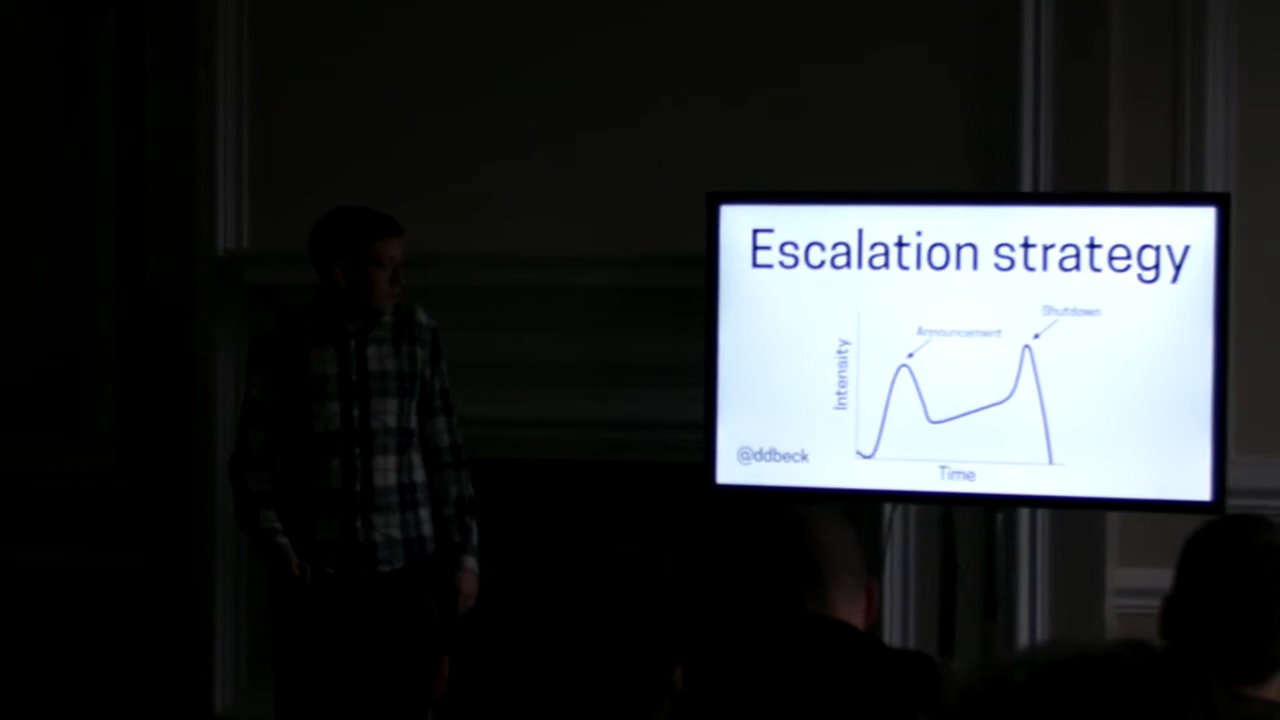 Escalation strategy
Shutdown
Announcement
Intensity
@ddbeck
Time